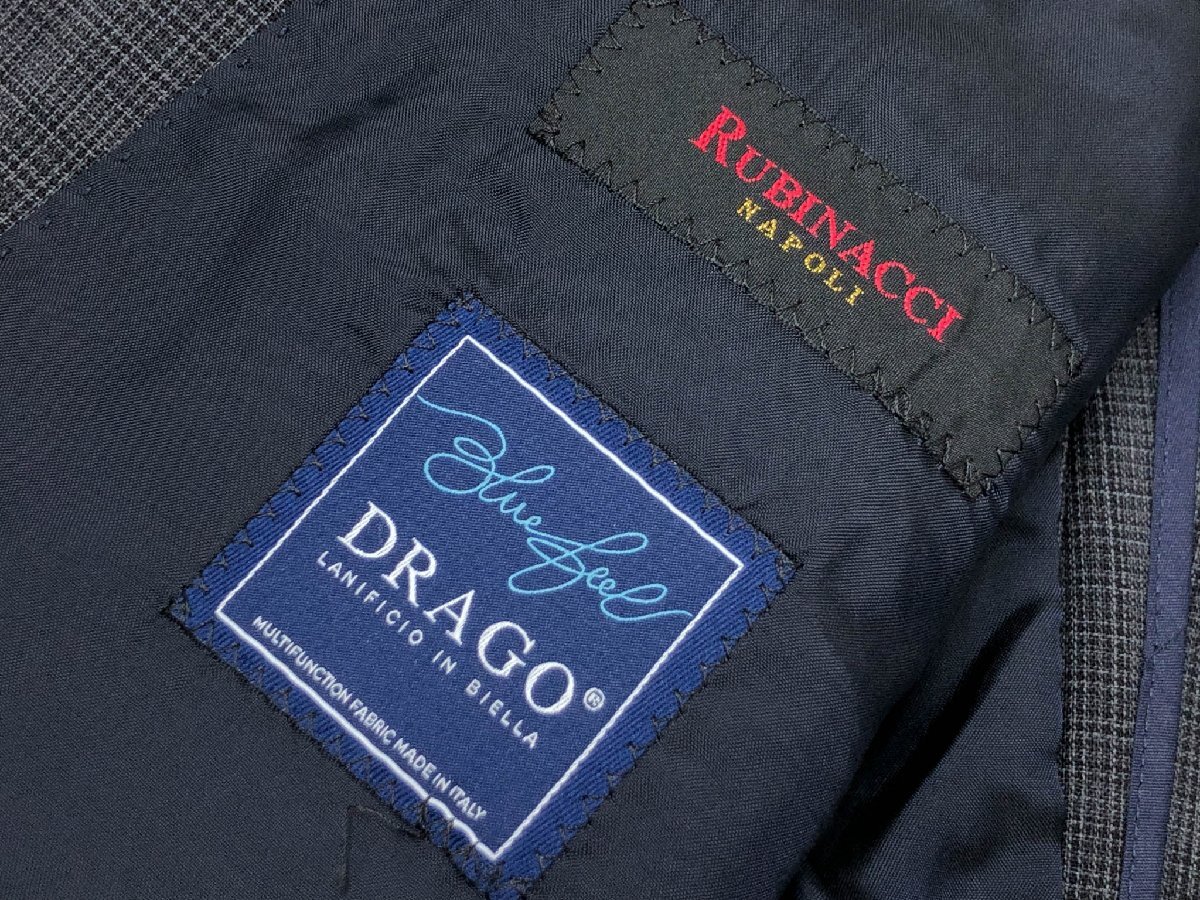 RUBINACCI
NAPOLI
Blue feel
DRAGO®
LANIFICIO IN BIELLA
MULTIFUNCTION FABRIC MADE IN ITALY